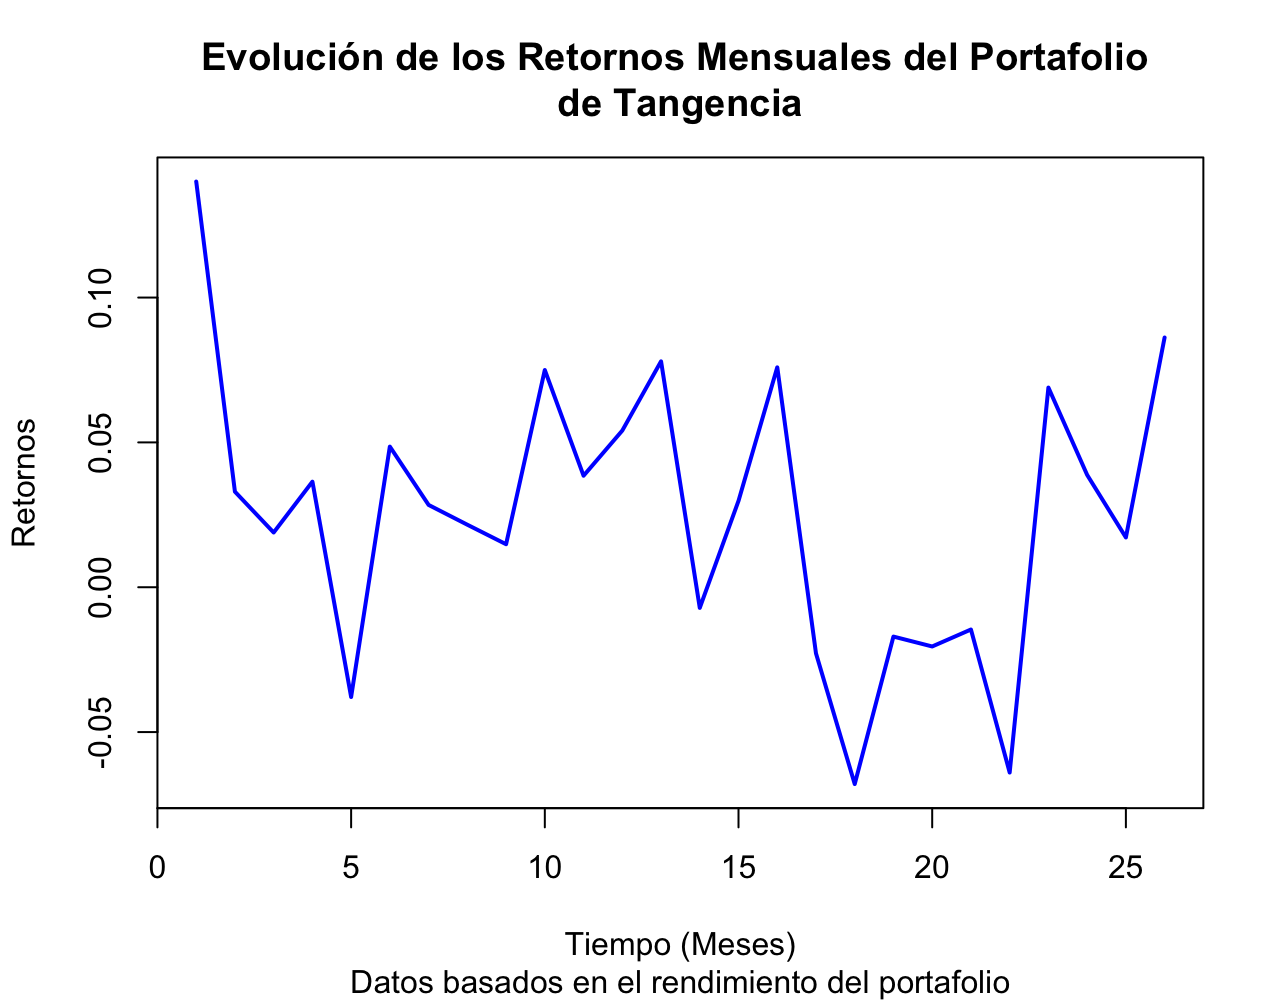 Evolución de los Retornos Mensuales del Portafolio
de Tangencia
Retornos
0.10
0.05
0.00
-0.05
0 5 10 15 20 25
Tiempo (Meses)
Datos basados en el rendimiento del portafolio